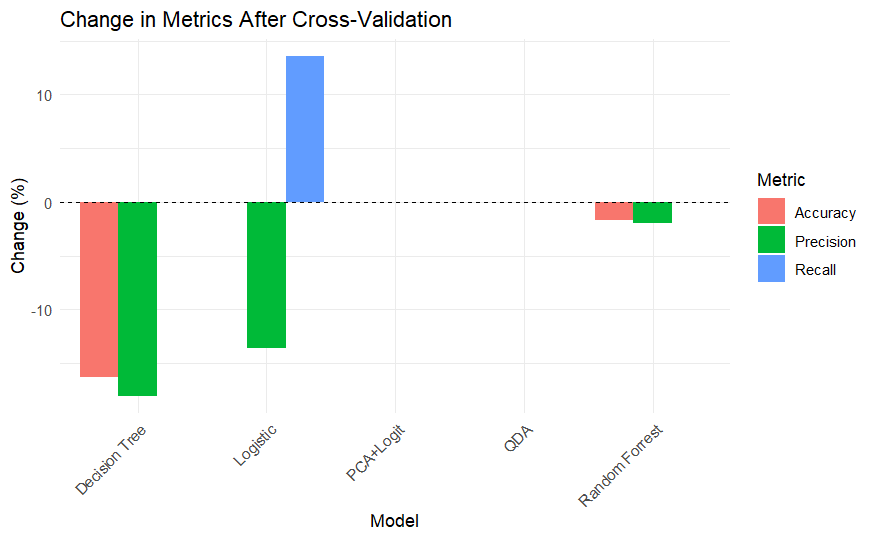 Change in Metrics After Cross-Validation
Change (%)
10
0
-10
Decision Tree
Logistic
PCA+Logit
QDA
Random Forrest
Model
Metric
Accuracy
Precision
Recall